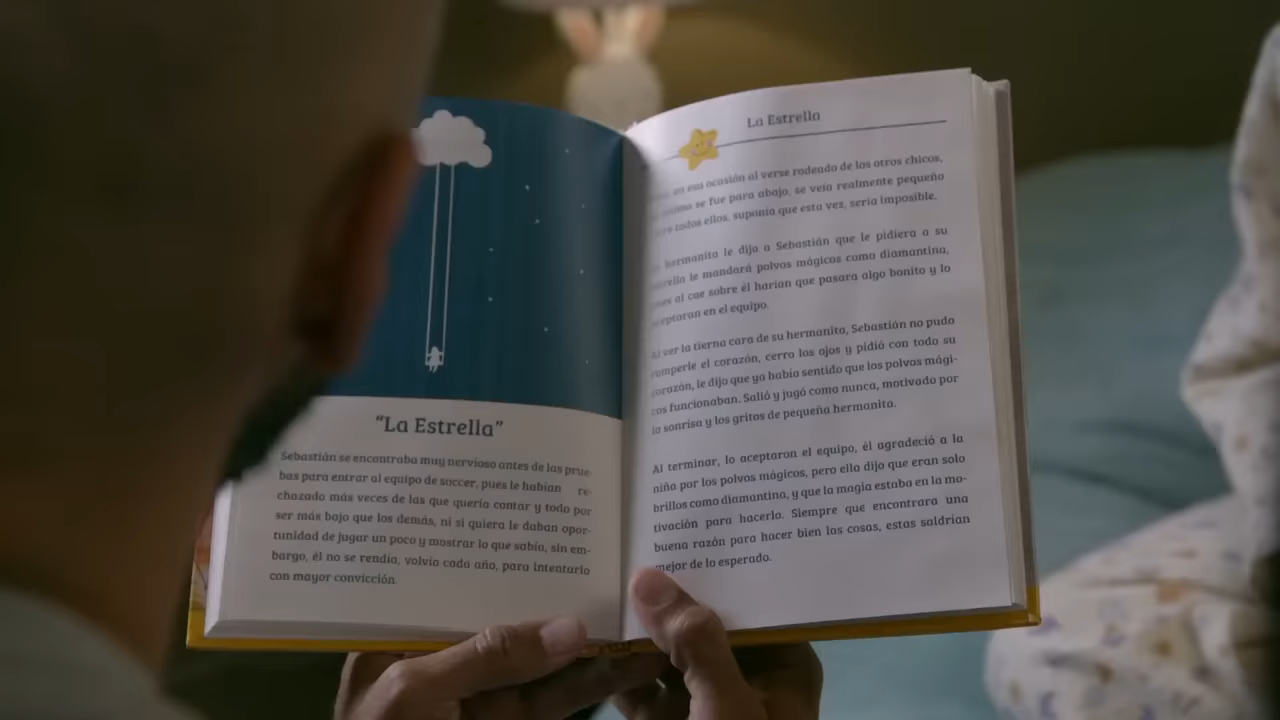 “La Estrella”
Sebastián se encontraba muy nervioso antes de las prue-
bas para entrar al equipo de soccer, pues le habían re-
chazado más veces de las que quería contar y todo por
ser más bajo que los demás, ni si quiera le daban opor-
tunidad de jugar un poco y mostrar lo que sabía, sin em-
bargo, él no se rendía, volvía cada año, para intentarlo
con mayor convicción.
La Estrella
en esa ocasión al verse rodeado de los otros chicos,
se fue para abajo, se veía realmente pequeño
todos ellos, suponía que esta vez, sería imposible.
hermanita le dijo a Sebastián que le pidiera a su
estrella le mandará polvos mágicos como diamantina,
al cae sobre él harían que pasara algo bonito y lo
aceptaran en el equipo.
Al ver la tierna cara de su hermanita, Sebastián no pudo
romperle el corazón, cerro los ojos y pidió con todo su
corazón, le dijo que ya había sentido que los polvos mági-
cos funcionaban. Salió y jugó como nunca, motivado por
la sonrisa y los gritos de pequeña hermanita.
Al terminar, lo aceptaron el equipo, él agradeció a la
niña por los polvos mágicos, pero ella dijo que eran solo
brillos como diamantina, y que la magia estaba en la mo-
tivación para hacerlo. Siempre que encontrara una
buena razón para hacer bien las cosas, estas saldrían
mejor de lo esperado.